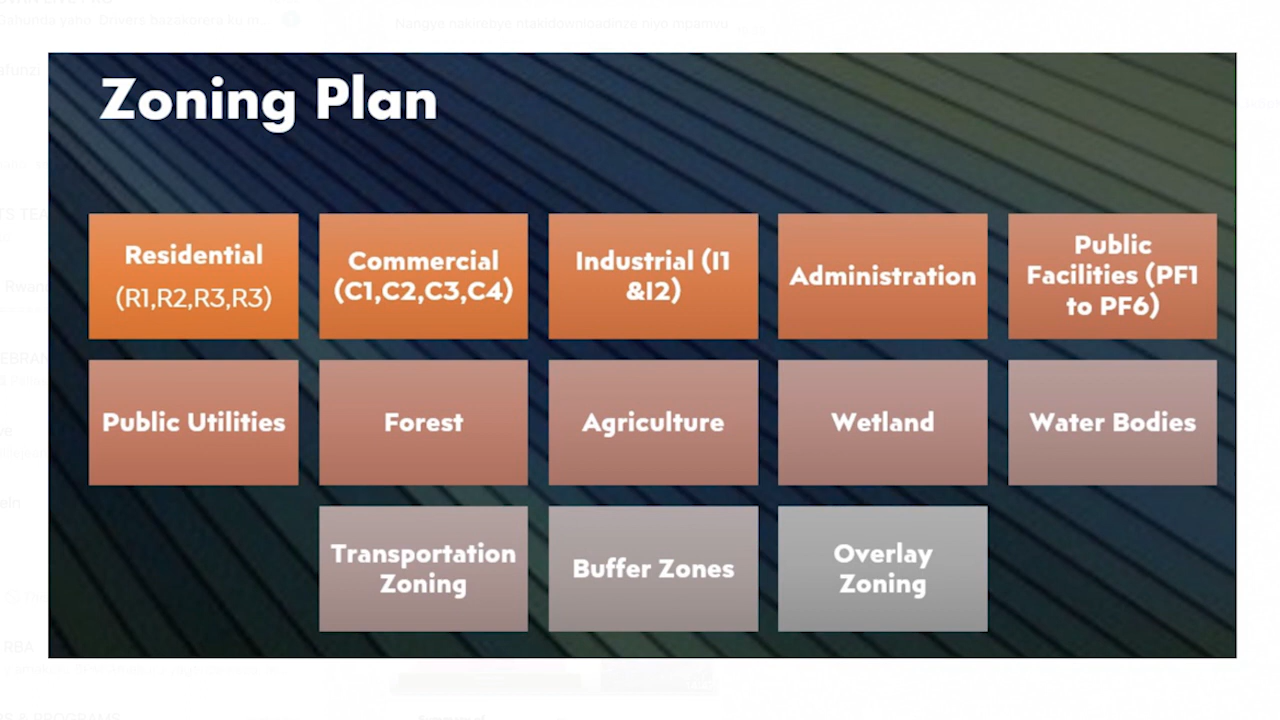 Zoning Plan
Residential
(R1,R2,R3,R3)
Commercial
(C1,C2,C3,C4)
Industrial (I1
&I2)
Administration
Public
Facilities (PF1
to PF6)
Public Utilities
Forest
Agriculture
Wetland
Water Bodies
Transportation
Zoning
Buffer Zones
Overlay
Zoning